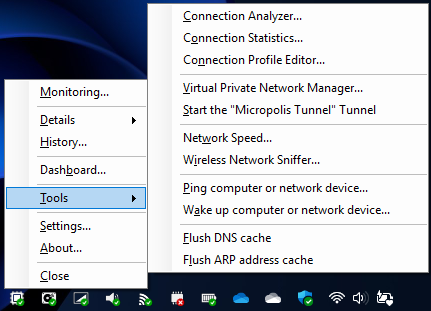 Connection Analyzer...
Connection Statistics...
Connection Profile Editor...
Virtual Private Network Manager...
Start the "Micropolis Tunnel" Tunnel
Network Speed...
Wireless Network Sniffer...
Ping computer or network device...
Wake up computer or network device...
Flush DNS cache
Flush ARP address cache
Monitoring...
Details
History...
Dashboard...
Tools
Settings...
About...
Close